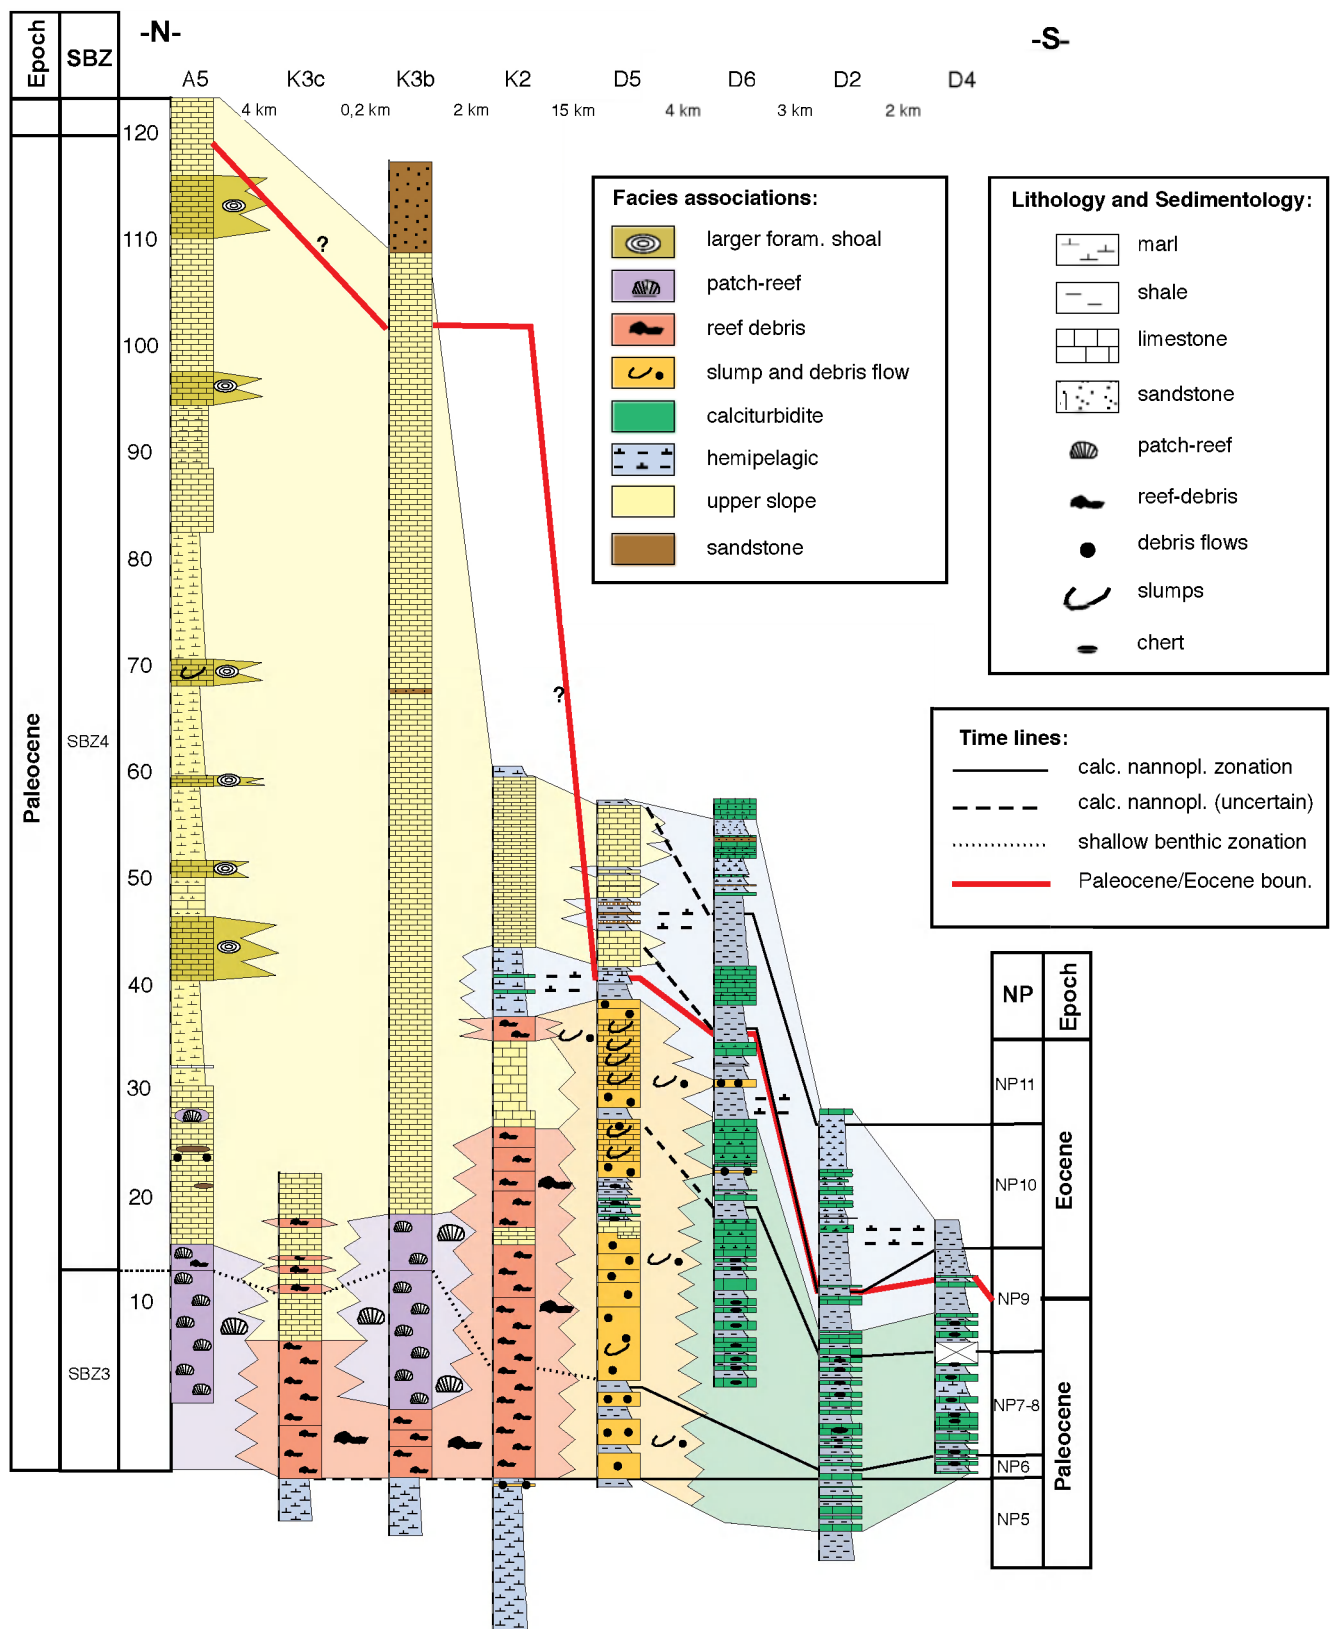 -N-
-S-
Epoch
SBZ
A5 K3c K3b K2 D5 D6 D2 D4
4 km 0,2 km 2 km 15 km 4 km 3 km 2 km
120
110
100
90
80
70
60
50
40
30
20
10
Paleocene
SBZ4
SBZ3
?
?
Facies associations:
larger foram. shoal
patch-reef
reef debris
slump and debris flow
calciturbidite
hemipelagic
upper slope
sandstone
Lithology and Sedimentology:
marl
shale
limestone
sandstone
patch-reef
reef-debris
debris flows
slumps
chert
Time lines:
calc. nannopl. zonation
calc. nannopl. (uncertain)
shallow benthic zonation
Paleocene/Eocene boun.
NP
Epoch
NP11
NP10
NP9
NP7-8
NP6
NP5
Eocene
Paleocene